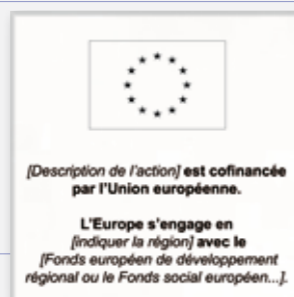 [Description de l'action] est cofinancée
par l'Union européenne.
L'Europe s'engage en
[indiquer la région] avec le
[Fonds européen de développement
régional ou le Fonds social européen...].